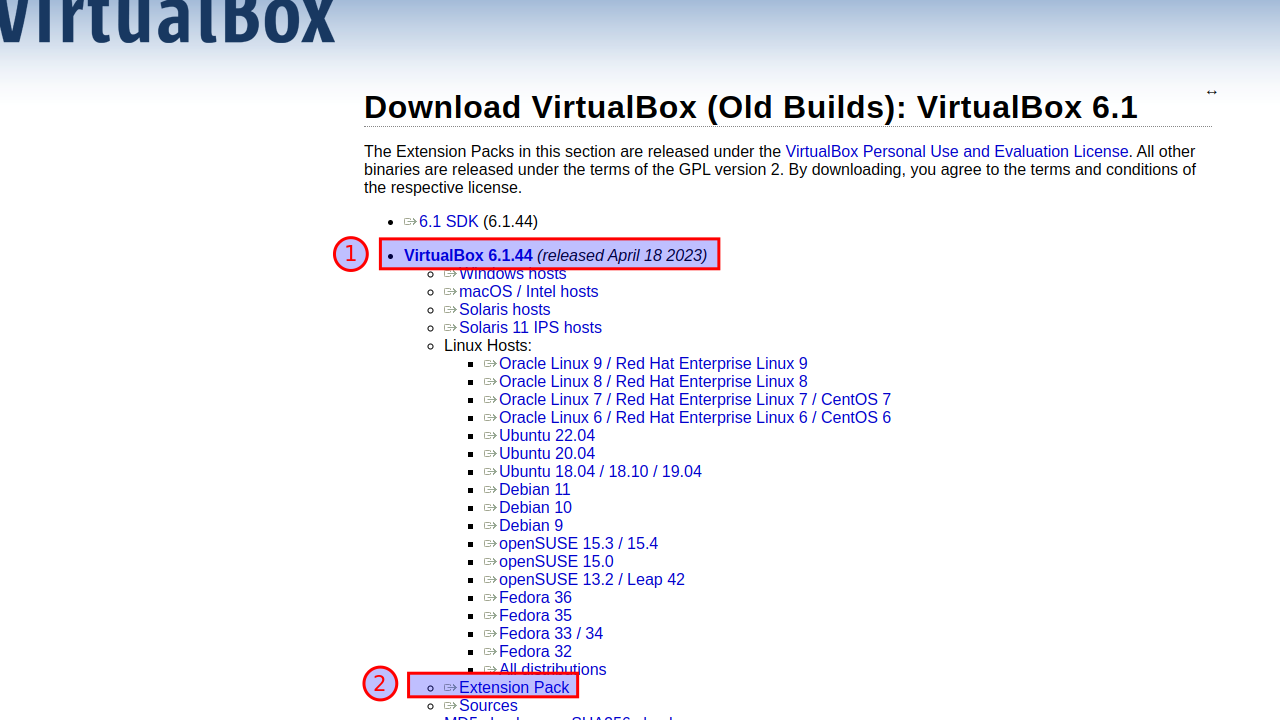 VirtualBox
Download VirtualBox (Old Builds): VirtualBox 6.1
The Extension Packs in this section are released under the VirtualBox Personal Use and Evaluation License. All other
binaries are released under the terms of the GPL version 2. By downloading, you agree to the terms and conditions of
the respective license.
6.1 SDK (6.1.44)
1
VirtualBox 6.1.44 (released April 18 2023)
Windows hosts
macOS / Intel hosts
Solaris hosts
Solaris 11 IPS hosts
Linux Hosts:
Oracle Linux 9 / Red Hat Enterprise Linux 9
Oracle Linux 8 / Red Hat Enterprise Linux 8
Oracle Linux 7 / Red Hat Enterprise Linux 7 / CentOS 7
Oracle Linux 6 / Red Hat Enterprise Linux 6 / CentOS 6
Ubuntu 22.04
Ubuntu 20.04
Ubuntu 18.04 / 18.10 / 19.04
Debian 11
Debian 10
Debian 9
openSUSE 15.3 / 15.4
openSUSE 15.0
openSUSE 13.2 / Leap 42
Fedora 36
Fedora 35
Fedora 33 / 34
Fedora 32
All distributions
2
Extension Pack
Sources